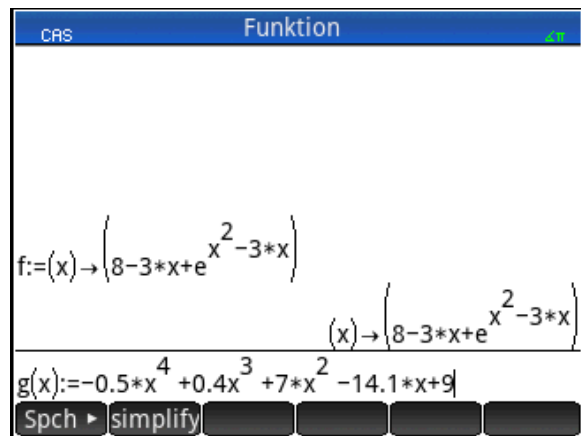 CAS Funktion ∡π
f:=(x)→(8−3*x+e^(x^2−3*x))
(x)→(8−3*x+e^(x^2−3*x))
g(x):=−0.5*x^4 +0.4x^3 +7*x^2 −14.1*x+9
Spch ▸ simplify